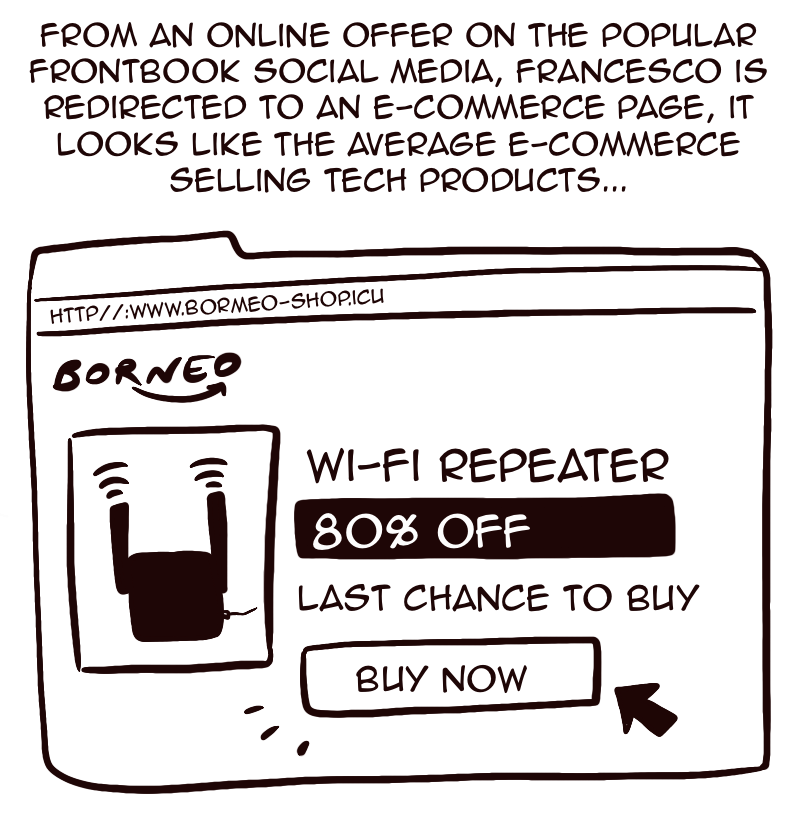 FROM AN ONLINE OFFER ON THE POPULAR
FRONTBOOK SOCIAL MEDIA, FRANCESCO IS
REDIRECTED TO AN E-COMMERCE PAGE, IT
LOOKS LIKE THE AVERAGE E-COMMERCE
SELLING TECH PRODUCTS...
HTTP//:WWW.BORMEO-SHOP.ICU
BORNEO
WI-FI REPEATER
80% OFF
LAST CHANCE TO BUY
BUY NOW